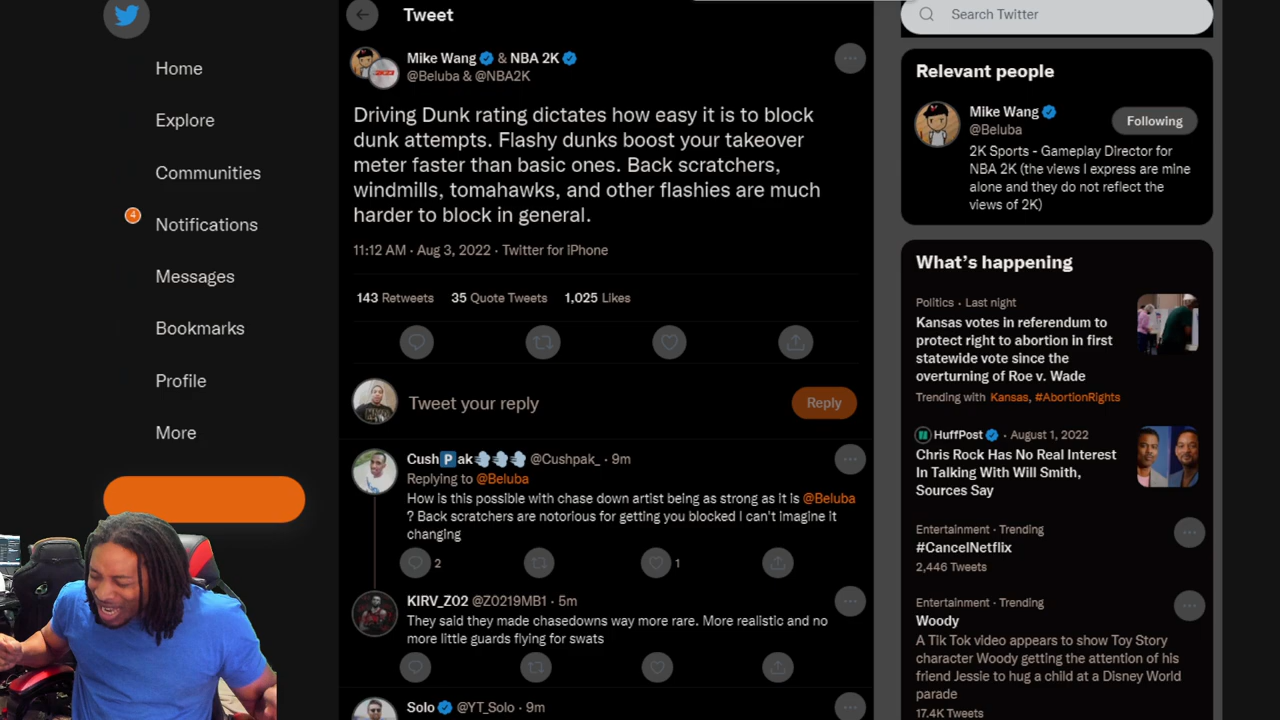 Home
Explore
Communities
4
Notifications
Messages
Bookmarks
Profile
More
Tweet
Mike Wang & NBA 2K
@Beluba & @NBA2K
Driving Dunk rating dictates how easy it is to block
dunk attempts. Flashy dunks boost your takeover
meter faster than basic ones. Back scratchers,
windmills, tomahawks, and other flashies are much
harder to block in general.
11:12 AM · Aug 3, 2022 · Twitter for iPhone
143 Retweets 35 Quote Tweets 1,025 Likes
Tweet your reply
Reply
Cush🅿ak💨💨💨 @Cushpak_ · 9m
Replying to @Beluba
How is this possible with chase down artist being as strong as it is @Beluba
? Back scratchers are notorious for getting you blocked I can't imagine it
changing
2 1
KIRV_Z02 @Z0219MB1 · 5m
They said they made chasedowns way more rare. More realistic and no
more little guards flying for swats
Solo @YT_Solo · 9m
Search Twitter
Relevant people
Mike Wang
@Beluba
Following
2K Sports - Gameplay Director for
NBA 2K (the views I express are mine
alone and they do not reflect the
views of 2K)
What's happening
Politics · Last night
Kansas votes in referendum to
protect right to abortion in first
statewide vote since the
overturning of Roe v. Wade
Trending with Kansas, #AbortionRights
HuffPost · August 1, 2022
Chris Rock Has No Real Interest
In Talking With Will Smith,
Sources Say
Entertainment · Trending
#CancelNetflix
2,446 Tweets
Entertainment · Trending
Woody
A Tik Tok video appears to show Toy Story
character Woody getting the attention of his
friend Jessie to hug a child at a Disney World
parade
17.4K Tweets